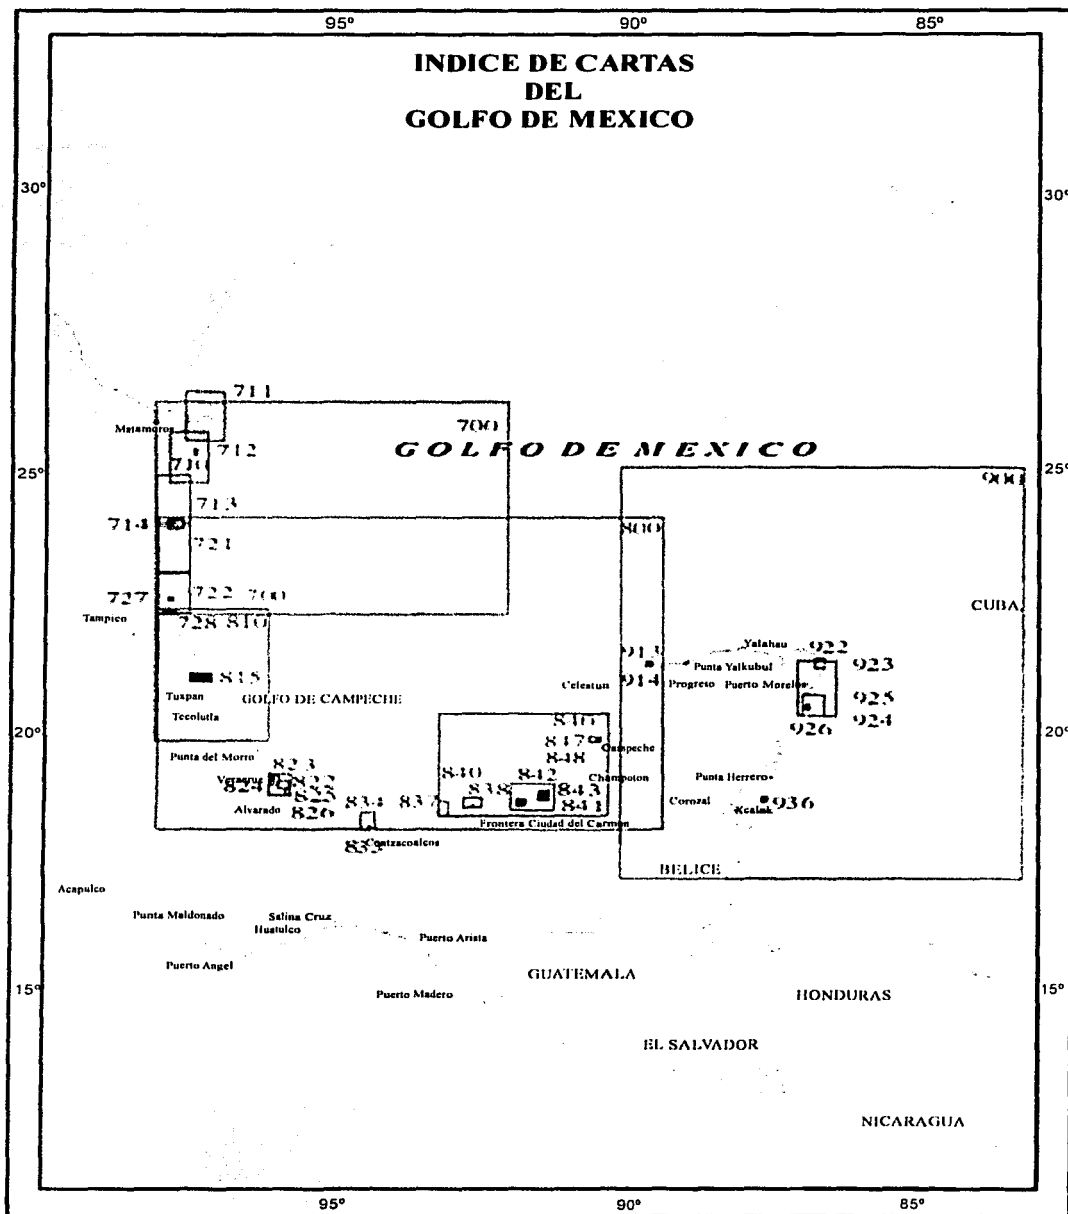 95° 90° 85°
INDICE DE CARTAS
DEL
GOLFO DE MEXICO
30° 30°
711
700
Matamoros
712
GOLFO DE MEXICO
710
25° 25°
900
713
714
800
721
727 722 700
CUBA
Tampico
728 810
Yalahau 922
913
Punta Yalkubul 923
815
914
Celestun Progreso Puerto Morelos
Tuxpan GOLFO DE CAMPECHE
925
Tecolutla
846
924
20° 20°
926
847 Campeche
Punta del Morro
848
823
840 842
Veracruz 822
Champoton
Punta Herrero
824
838 843
825
837
841
936
Corozal
Alvarado 826
834
Xcalak
Frontera Ciudad del Carmen
833 Coatzacoalcos
BELICE
Acapulco
Punta Maldonado Salina Cruz
Huatulco
Puerto Arista
Puerto Angel
GUATEMALA
15° Puerto Madero HONDURAS 15°
EL SALVADOR
NICARAGUA
95° 90° 85°